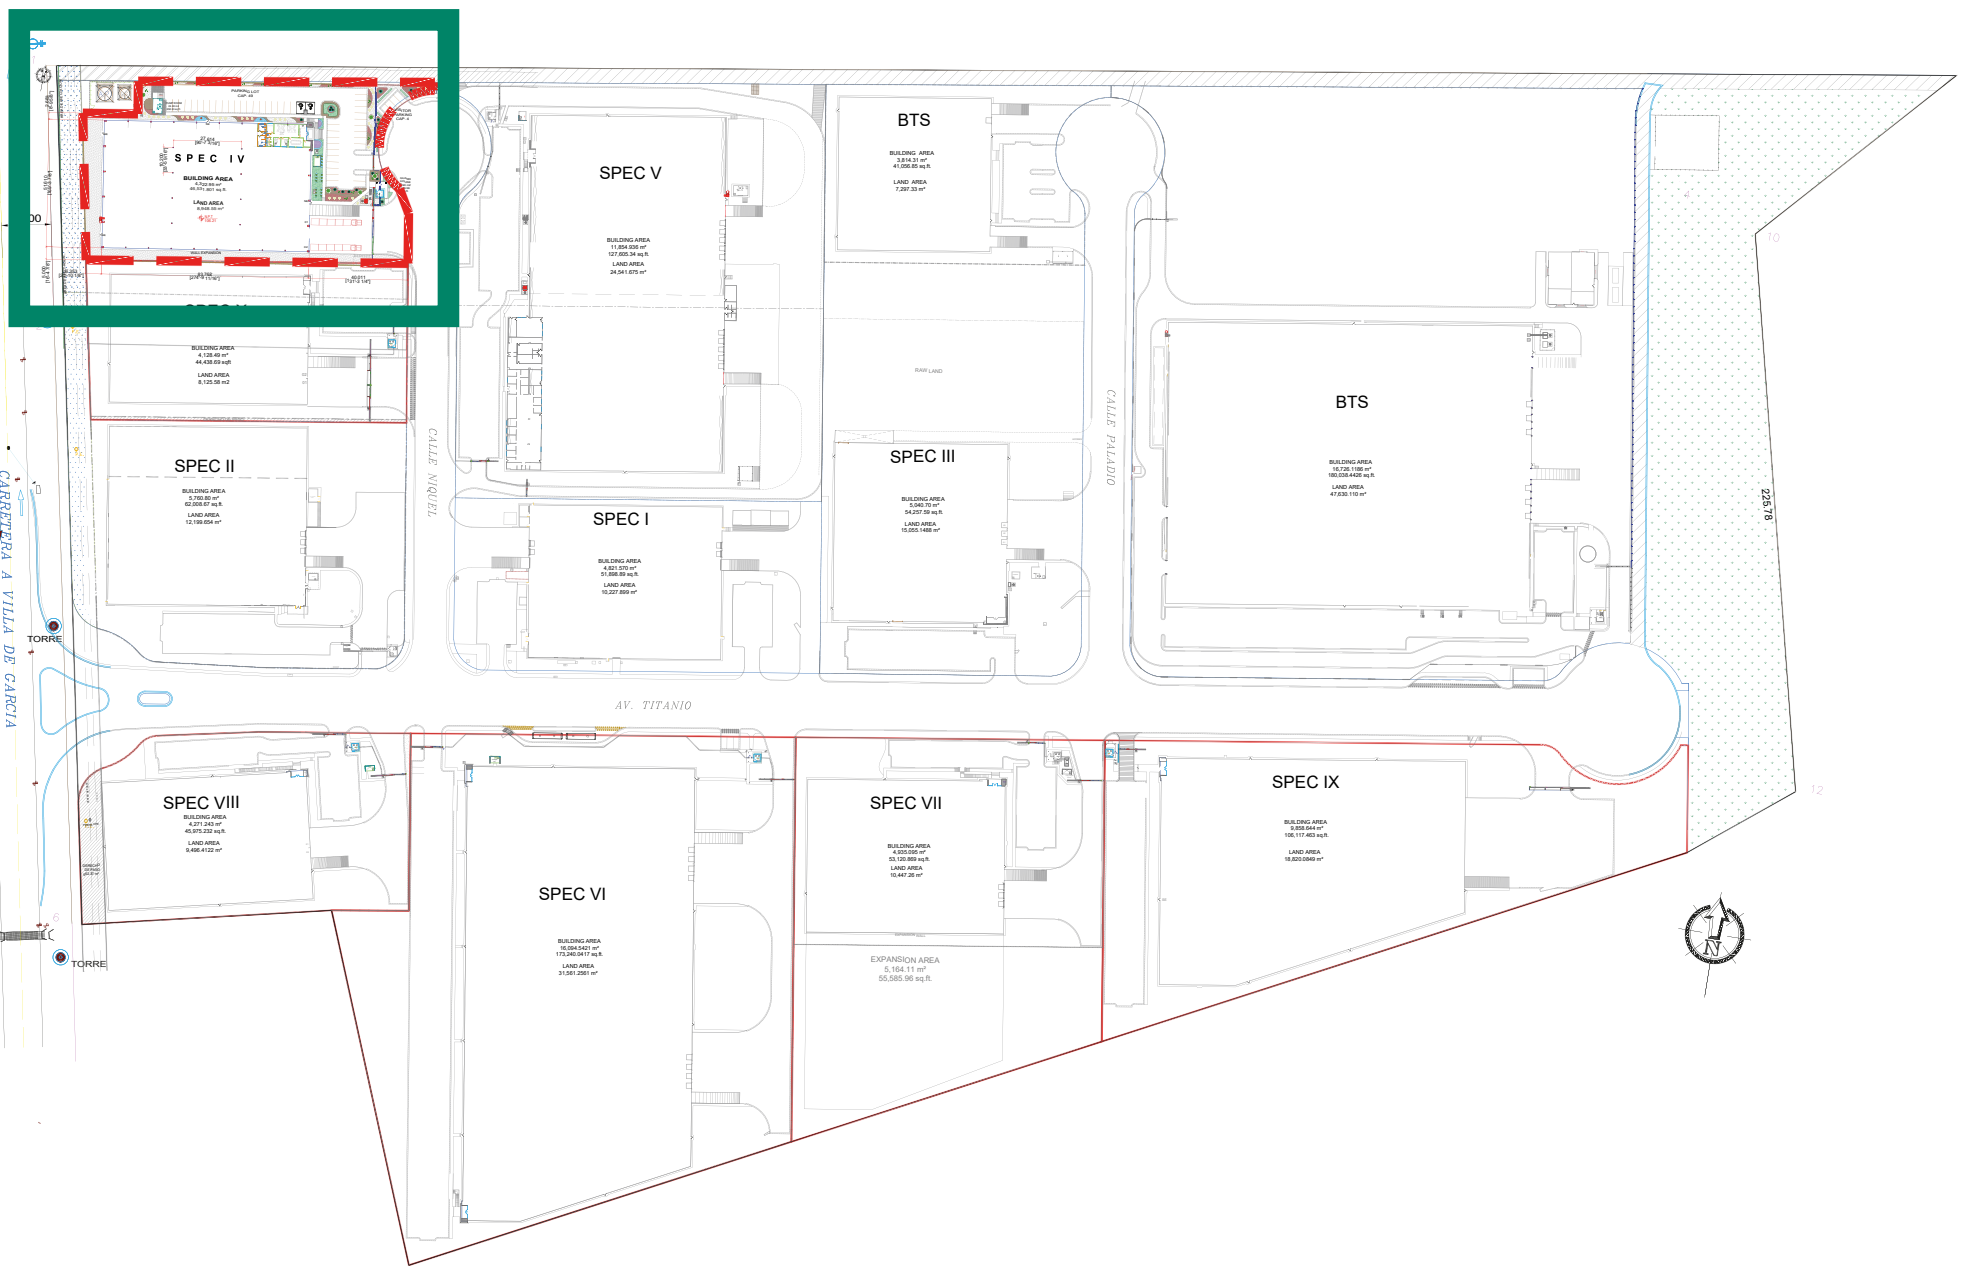 PARKING LOT
SPEC IV
BUILDING AREA
LAND AREA
8,948.55 m²
00
SPEC V
BUILDING AREA
11,854.936 m²
127,605.34 sq.ft.
LAND AREA
24,541.675 m²
BTS
BUILDING AREA
3,814.31 m²
41,056.85 sq.ft.
LAND AREA
7,297.33 m²
10
BUILDING AREA
4,128.49 m²
44,438.69 sqft
LAND AREA
8,125.58 m2
RAW LAND
CALLE NIQUEL
CALLE PALADIO
BTS
BUILDING AREA
16,726.1186 m²
180,038.4426 sq.ft.
LAND AREA
47,630.110 m²
225.78
SPEC II
BUILDING AREA
5,760.80 m²
62,008.67 sq.ft.
LAND AREA
12,199.654 m²
SPEC III
BUILDING AREA
5,040.70 m²
54,257.59 sq.ft.
LAND AREA
15,055.1488 m²
SPEC I
BUILDING AREA
4,821.570 m²
51,898.89 sq.ft.
LAND AREA
10,227.899 m²
CARRETERA A VILLA DE GARCIA
TORRE
AV. TITANIO
SPEC VIII
BUILDING AREA
4,271.243 m²
45,975.232 sq.ft.
LAND AREA
9,496.4122 m²
SPEC VI
BUILDING AREA
16,094.5421 m²
173,240.0417 sq.ft.
LAND AREA
31,561.2561 m²
SPEC VII
BUILDING AREA
4,935.095 m²
53,120.869 sq.ft.
LAND AREA
10,447.26 m²
EXPANSION AREA
5,164.11 m²
55,585.96 sq.ft.
SPEC IX
BUILDING AREA
9,858.644 m²
106,117.463 sq.ft.
LAND AREA
18,820.0849 m²
12
6
TORRE
N